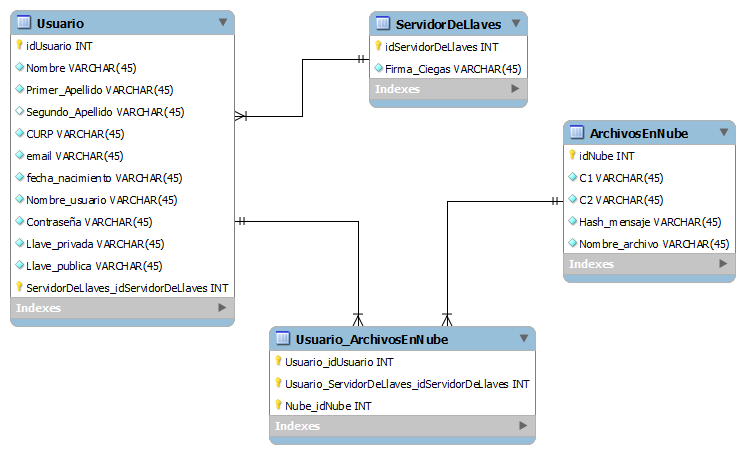 Usuario
idUsuario INT
Nombre VARCHAR(45)
Primer_Apellido VARCHAR(45)
Segundo_Apellido VARCHAR(45)
CURP VARCHAR(45)
email VARCHAR(45)
fecha_nacimiento VARCHAR(45)
Nombre_usuario VARCHAR(45)
Contraseña VARCHAR(45)
Llave_privada VARCHAR(45)
Llave_publica VARCHAR(45)
ServidorDeLlaves_idServidorDeLlaves INT
Indexes
ServidorDeLlaves
idServidorDeLlaves INT
Firma_Ciegas VARCHAR(45)
Indexes
ArchivosEnNube
idNube INT
C1 VARCHAR(45)
C2 VARCHAR(45)
Hash_mensaje VARCHAR(45)
Nombre_archivo VARCHAR(45)
Indexes
Usuario_ArchivosEnNube
Usuario_idUsuario INT
Usuario_ServidorDeLlaves_idServidorDeLlaves INT
Nube_idNube INT
Indexes